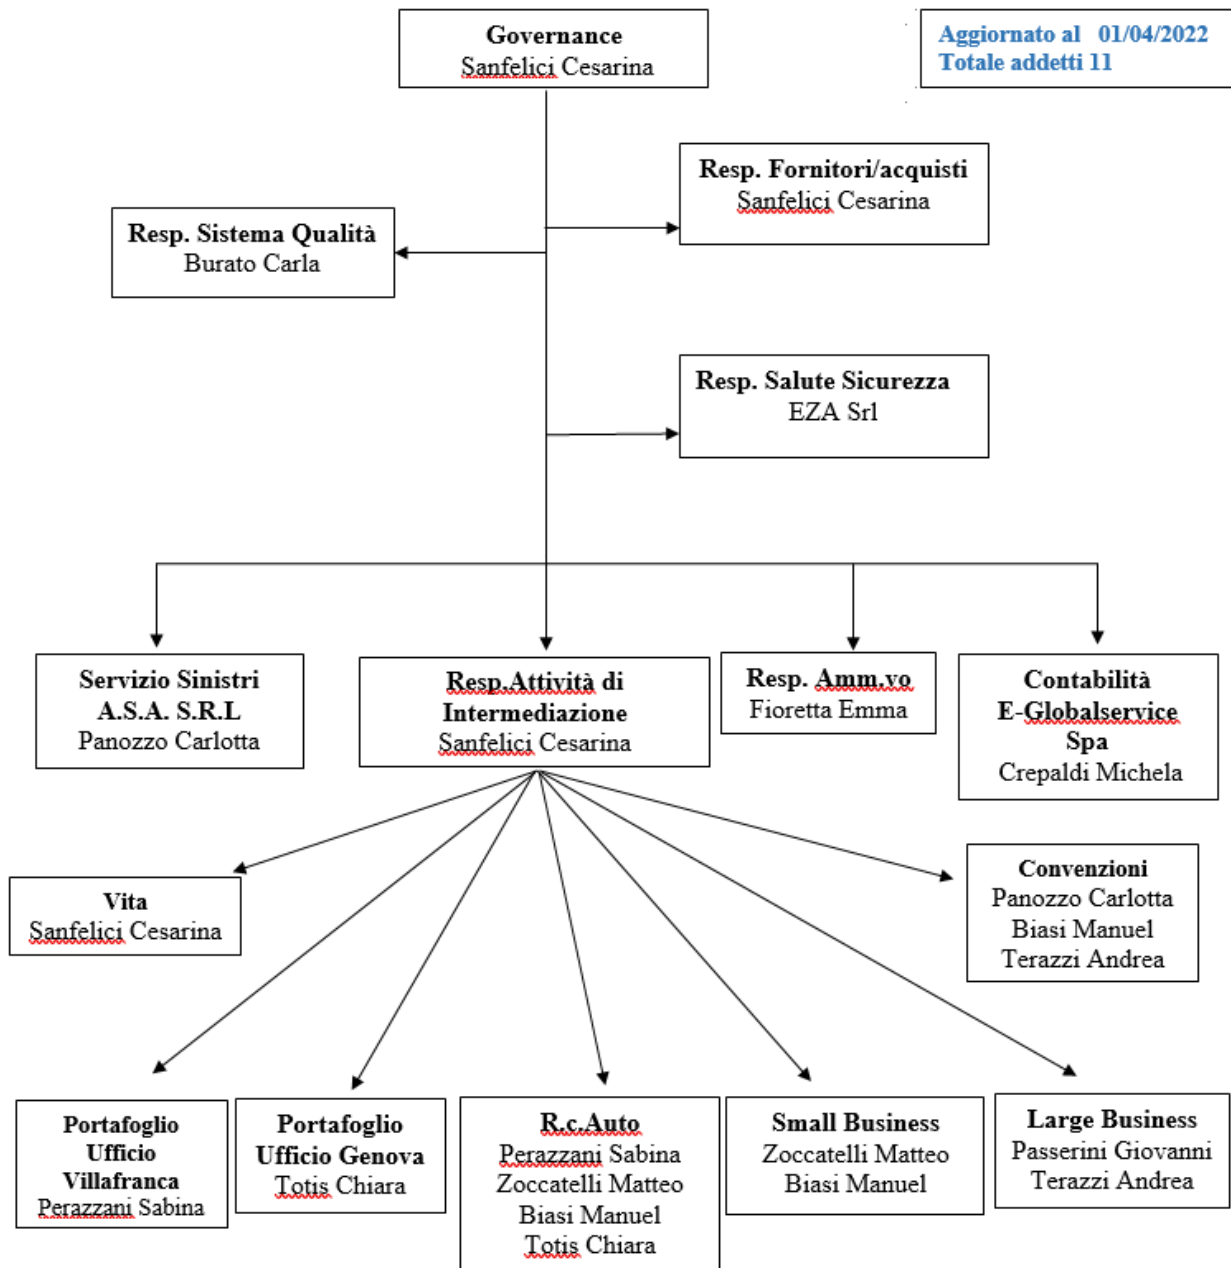 Governance
Sanfelici Cesarina
Aggiornato al 01/04/2022
Totale addetti 11
Resp. Fornitori/acquisti
Sanfelici Cesarina
Resp. Sistema Qualità
Burato Carla
Resp. Salute Sicurezza
EZA Srl
Servizio Sinistri
A.S.A. S.R.L
Panozzo Carlotta
Resp.Attività di
Intermediazione
Sanfelici Cesarina
Resp. Amm.vo
Fioretta Emma
Contabilità
E-Globalservice
Spa
Crepaldi Michela
Vita
Sanfelici Cesarina
Convenzioni
Panozzo Carlotta
Biasi Manuel
Terazzi Andrea
Portafoglio
Ufficio
Villafranca
Perazzani Sabina
Portafoglio
Ufficio Genova
Totis Chiara
R.c.Auto
Perazzani Sabina
Zoccatelli Matteo
Biasi Manuel
Totis Chiara
Small Business
Zoccatelli Matteo
Biasi Manuel
Large Business
Passerini Giovanni
Terazzi Andrea